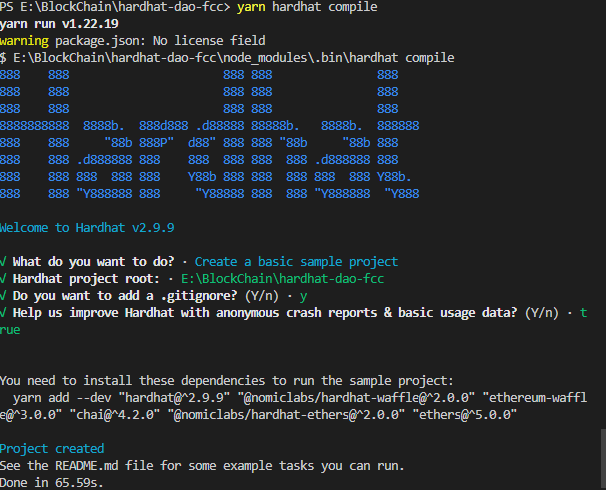 PS E:\BlockChain\hardhat-dao-fcc> yarn hardhat compile
yarn run v1.22.19
warning package.json: No license field
$ E:\BlockChain\hardhat-dao-fcc\node_modules\.bin\hardhat compile
888    888                      888 888               888
888    888                      888 888               888
888    888                      888 888               888
8888888888  8888b.  888d888 .d88888 88888b.   8888b.  888888
888    888     "88b 888P"  d88" 888 888 "88b     "88b 888
888    888 .d888888 888    888  888 888  888 .d888888 888
888    888 888  888 888    Y88b 888 888  888 888  888 Y88b.
888    888 "Y888888 888     "Y88888 888  888 "Y888888  "Y888
Welcome to Hardhat v2.9.9
√ What do you want to do? · Create a basic sample project
√ Hardhat project root: · E:\BlockChain\hardhat-dao-fcc
√ Do you want to add a .gitignore? (Y/n) · y
√ Help us improve Hardhat with anonymous crash reports & basic usage data? (Y/n) · t
rue
You need to install these dependencies to run the sample project:
  yarn add --dev "hardhat@^2.9.9" "@nomiclabs/hardhat-waffle@^2.0.0" "ethereum-waffl
e@^3.0.0" "chai@^4.2.0" "@nomiclabs/hardhat-ethers@^2.0.0" "ethers@^5.0.0"
Project created
See the README.md file for some example tasks you can run.
Done in 65.59s.